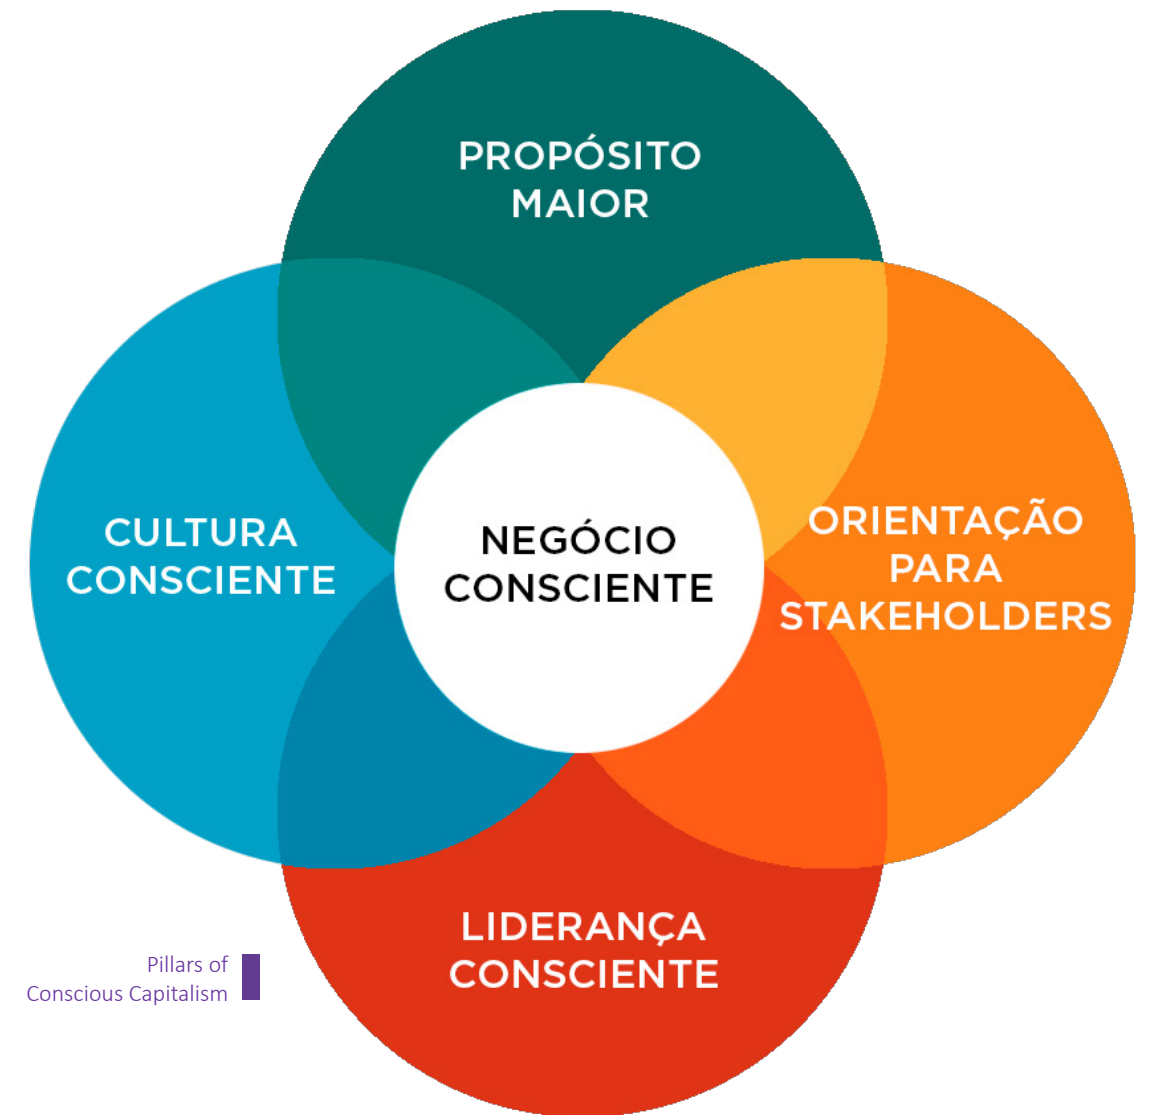 PROPÓSITO
MAIOR
CULTURA
CONSCIENTE
NEGÓCIO
CONSCIENTE
ORIENTAÇÃO
PARA
STAKEHOLDERS
LIDERANÇA
CONSCIENTE
Pillars of
Conscious Capitalism